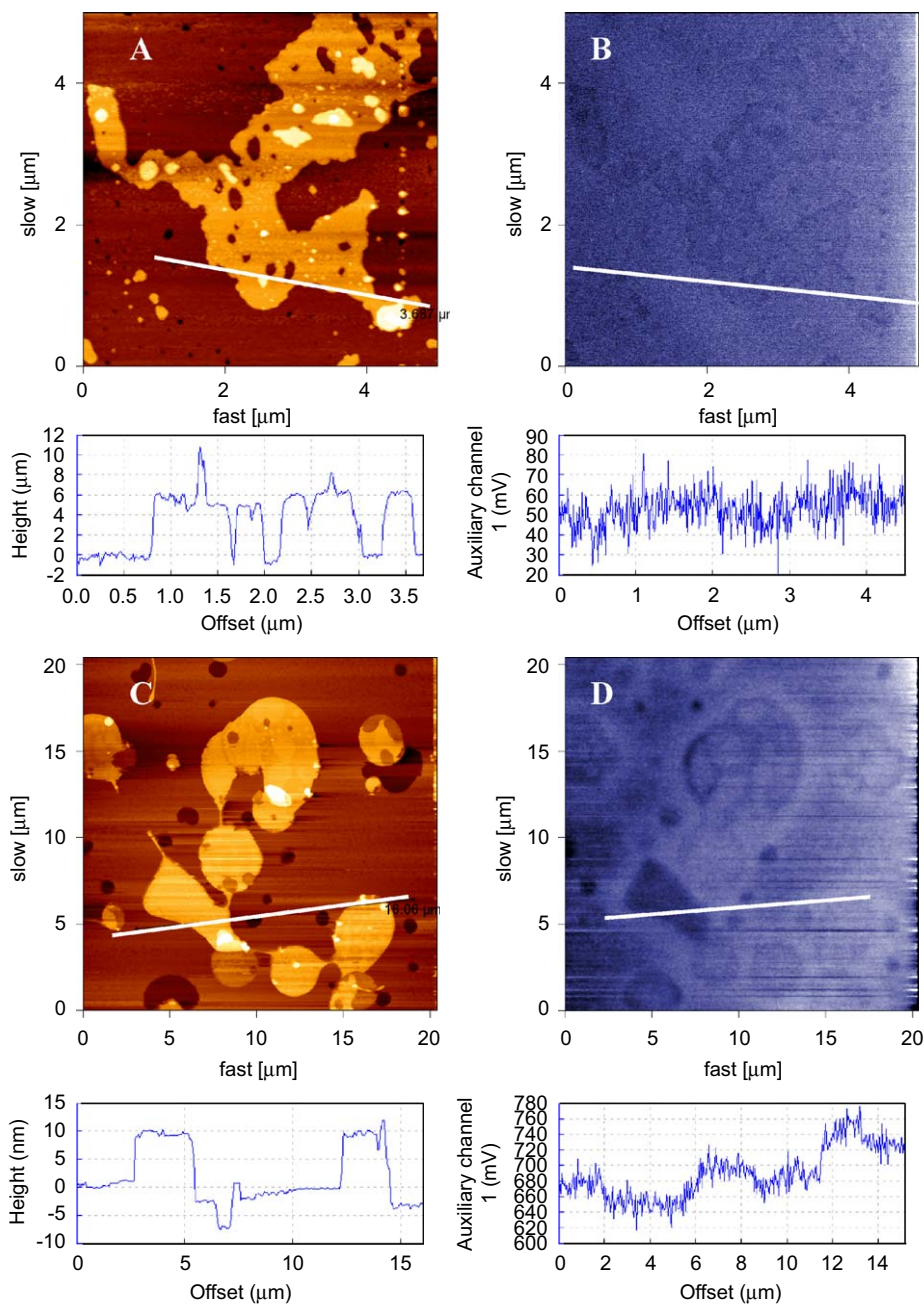 A
B
slow [μm]
4
2
0
0
2
4
fast [μm]
3.687 μr
slow [μm]
4
2
0
0
2
4
fast [μm]
Height (μm)
12
10
8
6
4
2
0
-2
0.0 0.5 1.0 1.5 2.0 2.5 3.0 3.5
Offset (μm)
Auxiliary channel
1 (mV)
90
80
70
60
50
40
30
20
0 1 2 3 4
Offset (μm)
C
D
slow [μm]
20
15
10
5
0
0 5 10 15 20
fast [μm]
16.06 μm
slow [μm]
20
15
10
5
0
0 5 10 15 20
fast [μm]
Height (nm)
15
10
5
0
-5
-10
0 5 10 15
Offset (μm)
Auxiliary channel
1 (mV)
780
760
740
720
700
680
660
640
620
600
0 2 4 6 8 10 12 14
Offset (μm)